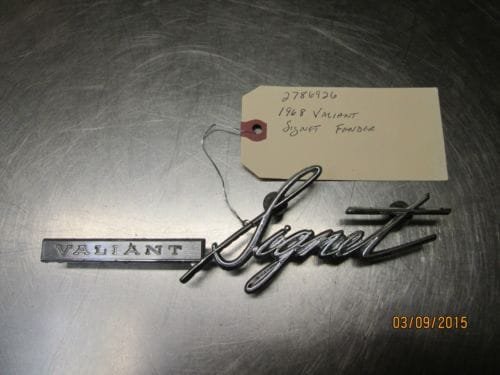 2786926
1968 VALIANT
SIGNET FENDER
VALIANT Signet
03/09/2015